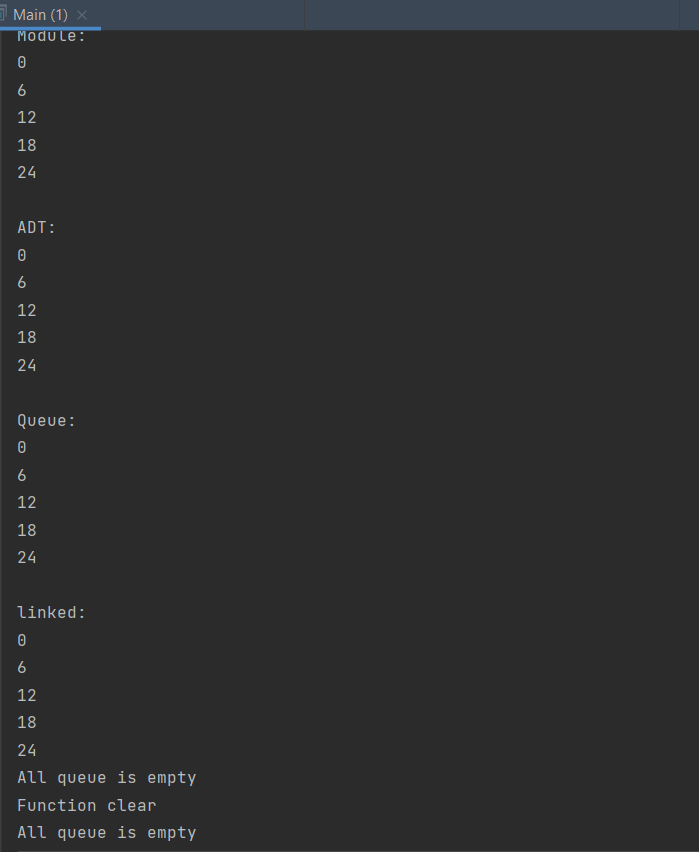 Main (1)
Module:
0
6
12
18
24
ADT:
0
6
12
18
24
Queue:
0
6
12
18
24
linked:
0
6
12
18
24
All queue is empty
Function clear
All queue is empty